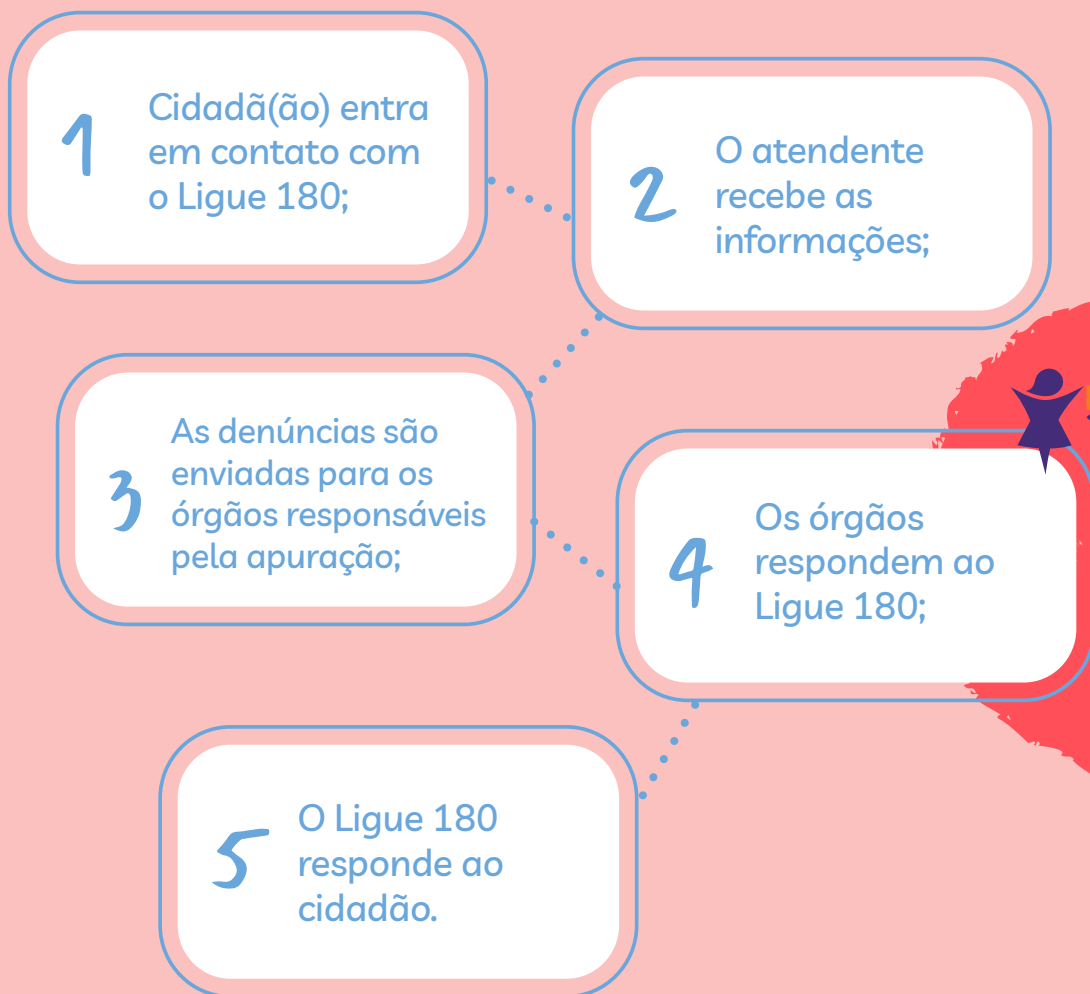 1
Cidadã(ão) entra
em contato com
o Ligue 180;
2
O atendente
recebe as
informações;
3
As denúncias são
enviadas para os
órgãos responsáveis
pela apuração;
4
Os órgãos
respondem ao
Ligue 180;
5
O Ligue 180
responde ao
cidadão.